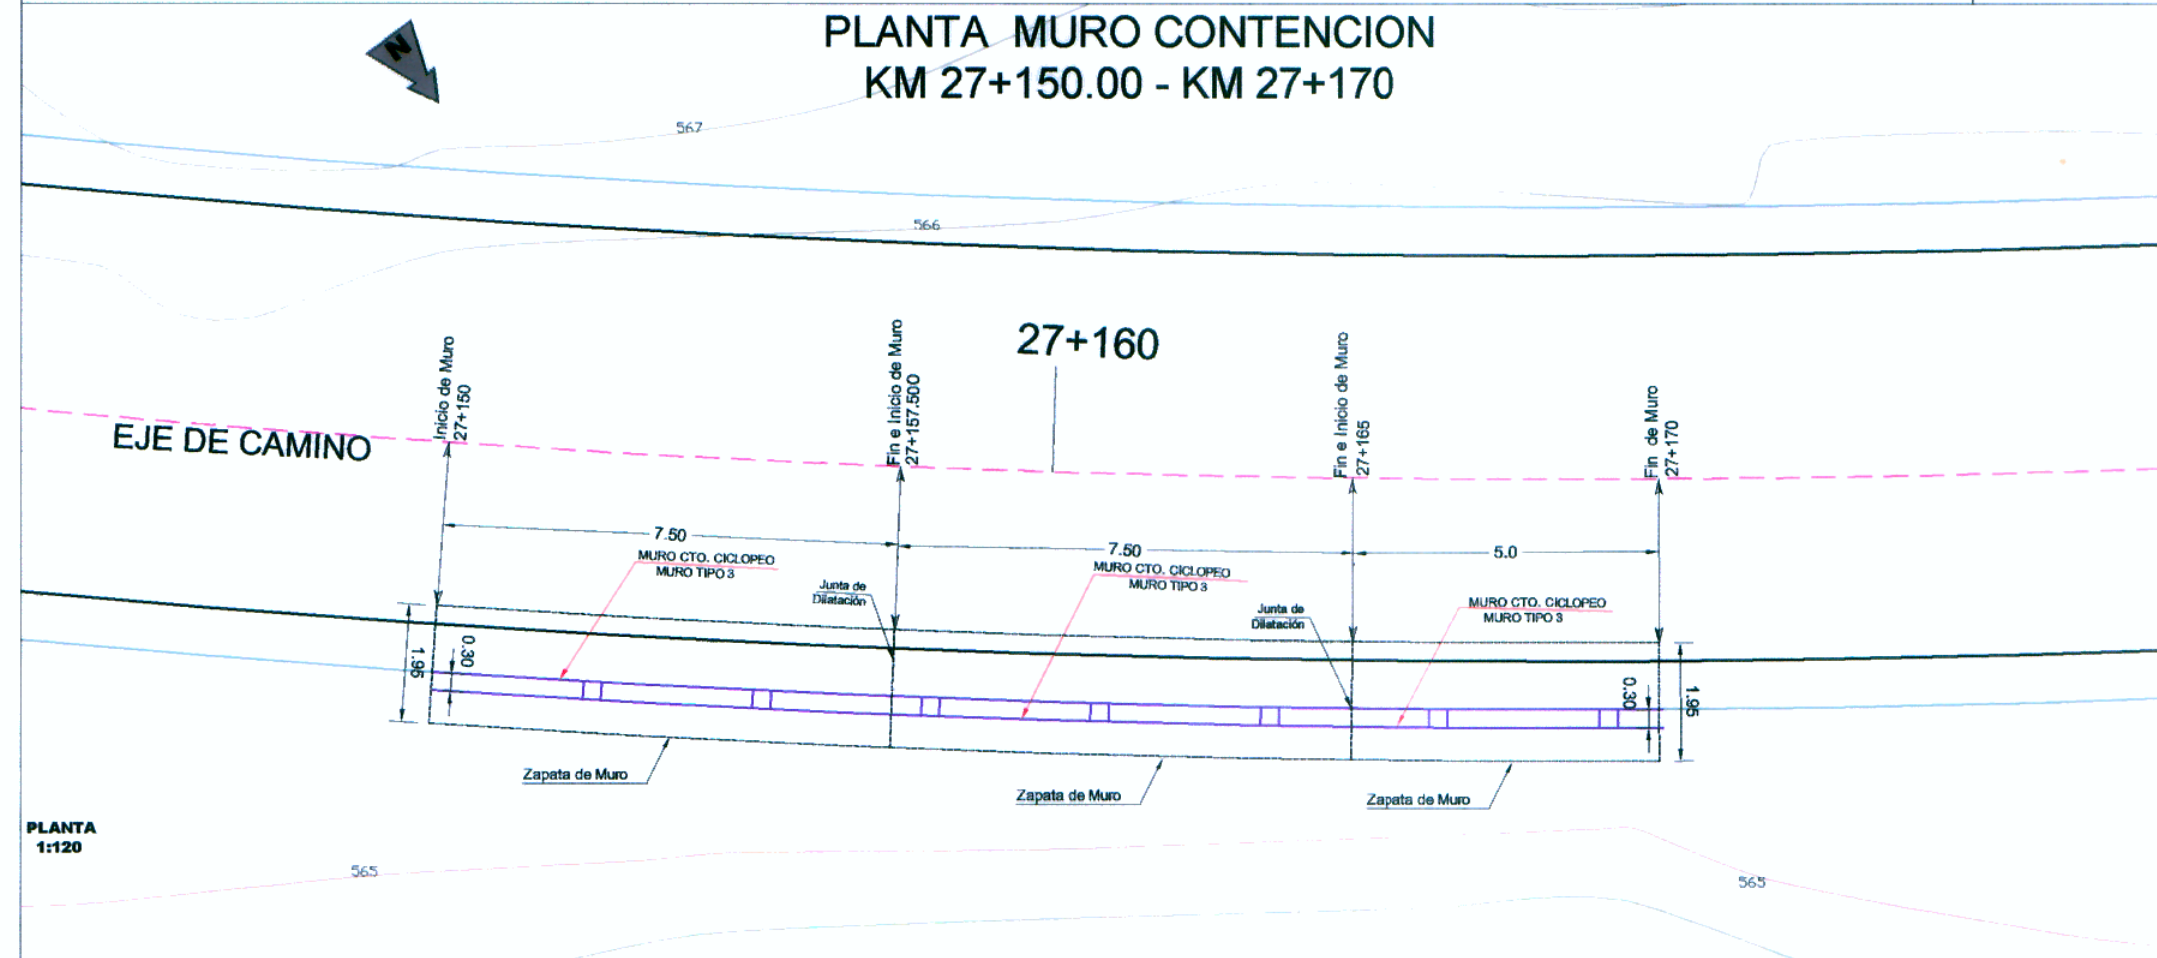 PLANTA MURO CONTENCION
KM 27+150.00 - KM 27+170
N
567
566
27+160
Inicio de Muro
27+150
Fin e Inicio de Muro
27+157.500
Fin e Inicio de Muro
27+165
Fin de Muro
27+170
EJE DE CAMINO
7.50
7.50
5.0
MURO CTO. CICLOPEO
MURO TIPO 3
MURO CTO. CICLOPEO
MURO TIPO 3
MURO CTO. CICLOPEO
MURO TIPO 3
Junta de
Dilatación
Junta de
Dilatación
1.95
0.30
0.30
1.95
Zapata de Muro
Zapata de Muro
Zapata de Muro
PLANTA
1:120
565
565